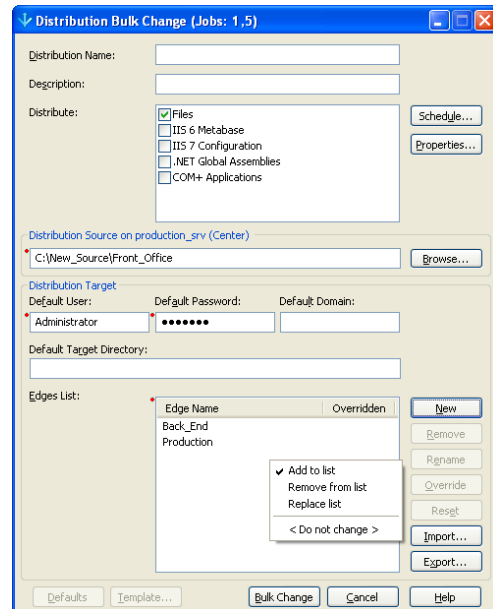 Distribution Bulk Change (Jobs: 1,5)
Distribution Name:
Description:
Distribute:
Files
IIS 6 Metabase
IIS 7 Configuration
.NET Global Assemblies
COM+ Applications
Schedule...
Properties...
Distribution Source on production_srv (Center)
C:\New_Source\Front_Office
Browse...
Distribution Target
Default User: Default Password: Default Domain:
Administrator
Default Target Directory:
Edges List:
Edge Name Overridden
Back_End
Production
Add to list
Remove from list
Replace list
< Do not change >
New
Remove
Rename
Override
Reset
Import...
Export...
Defaults Template... Bulk Change Cancel Help